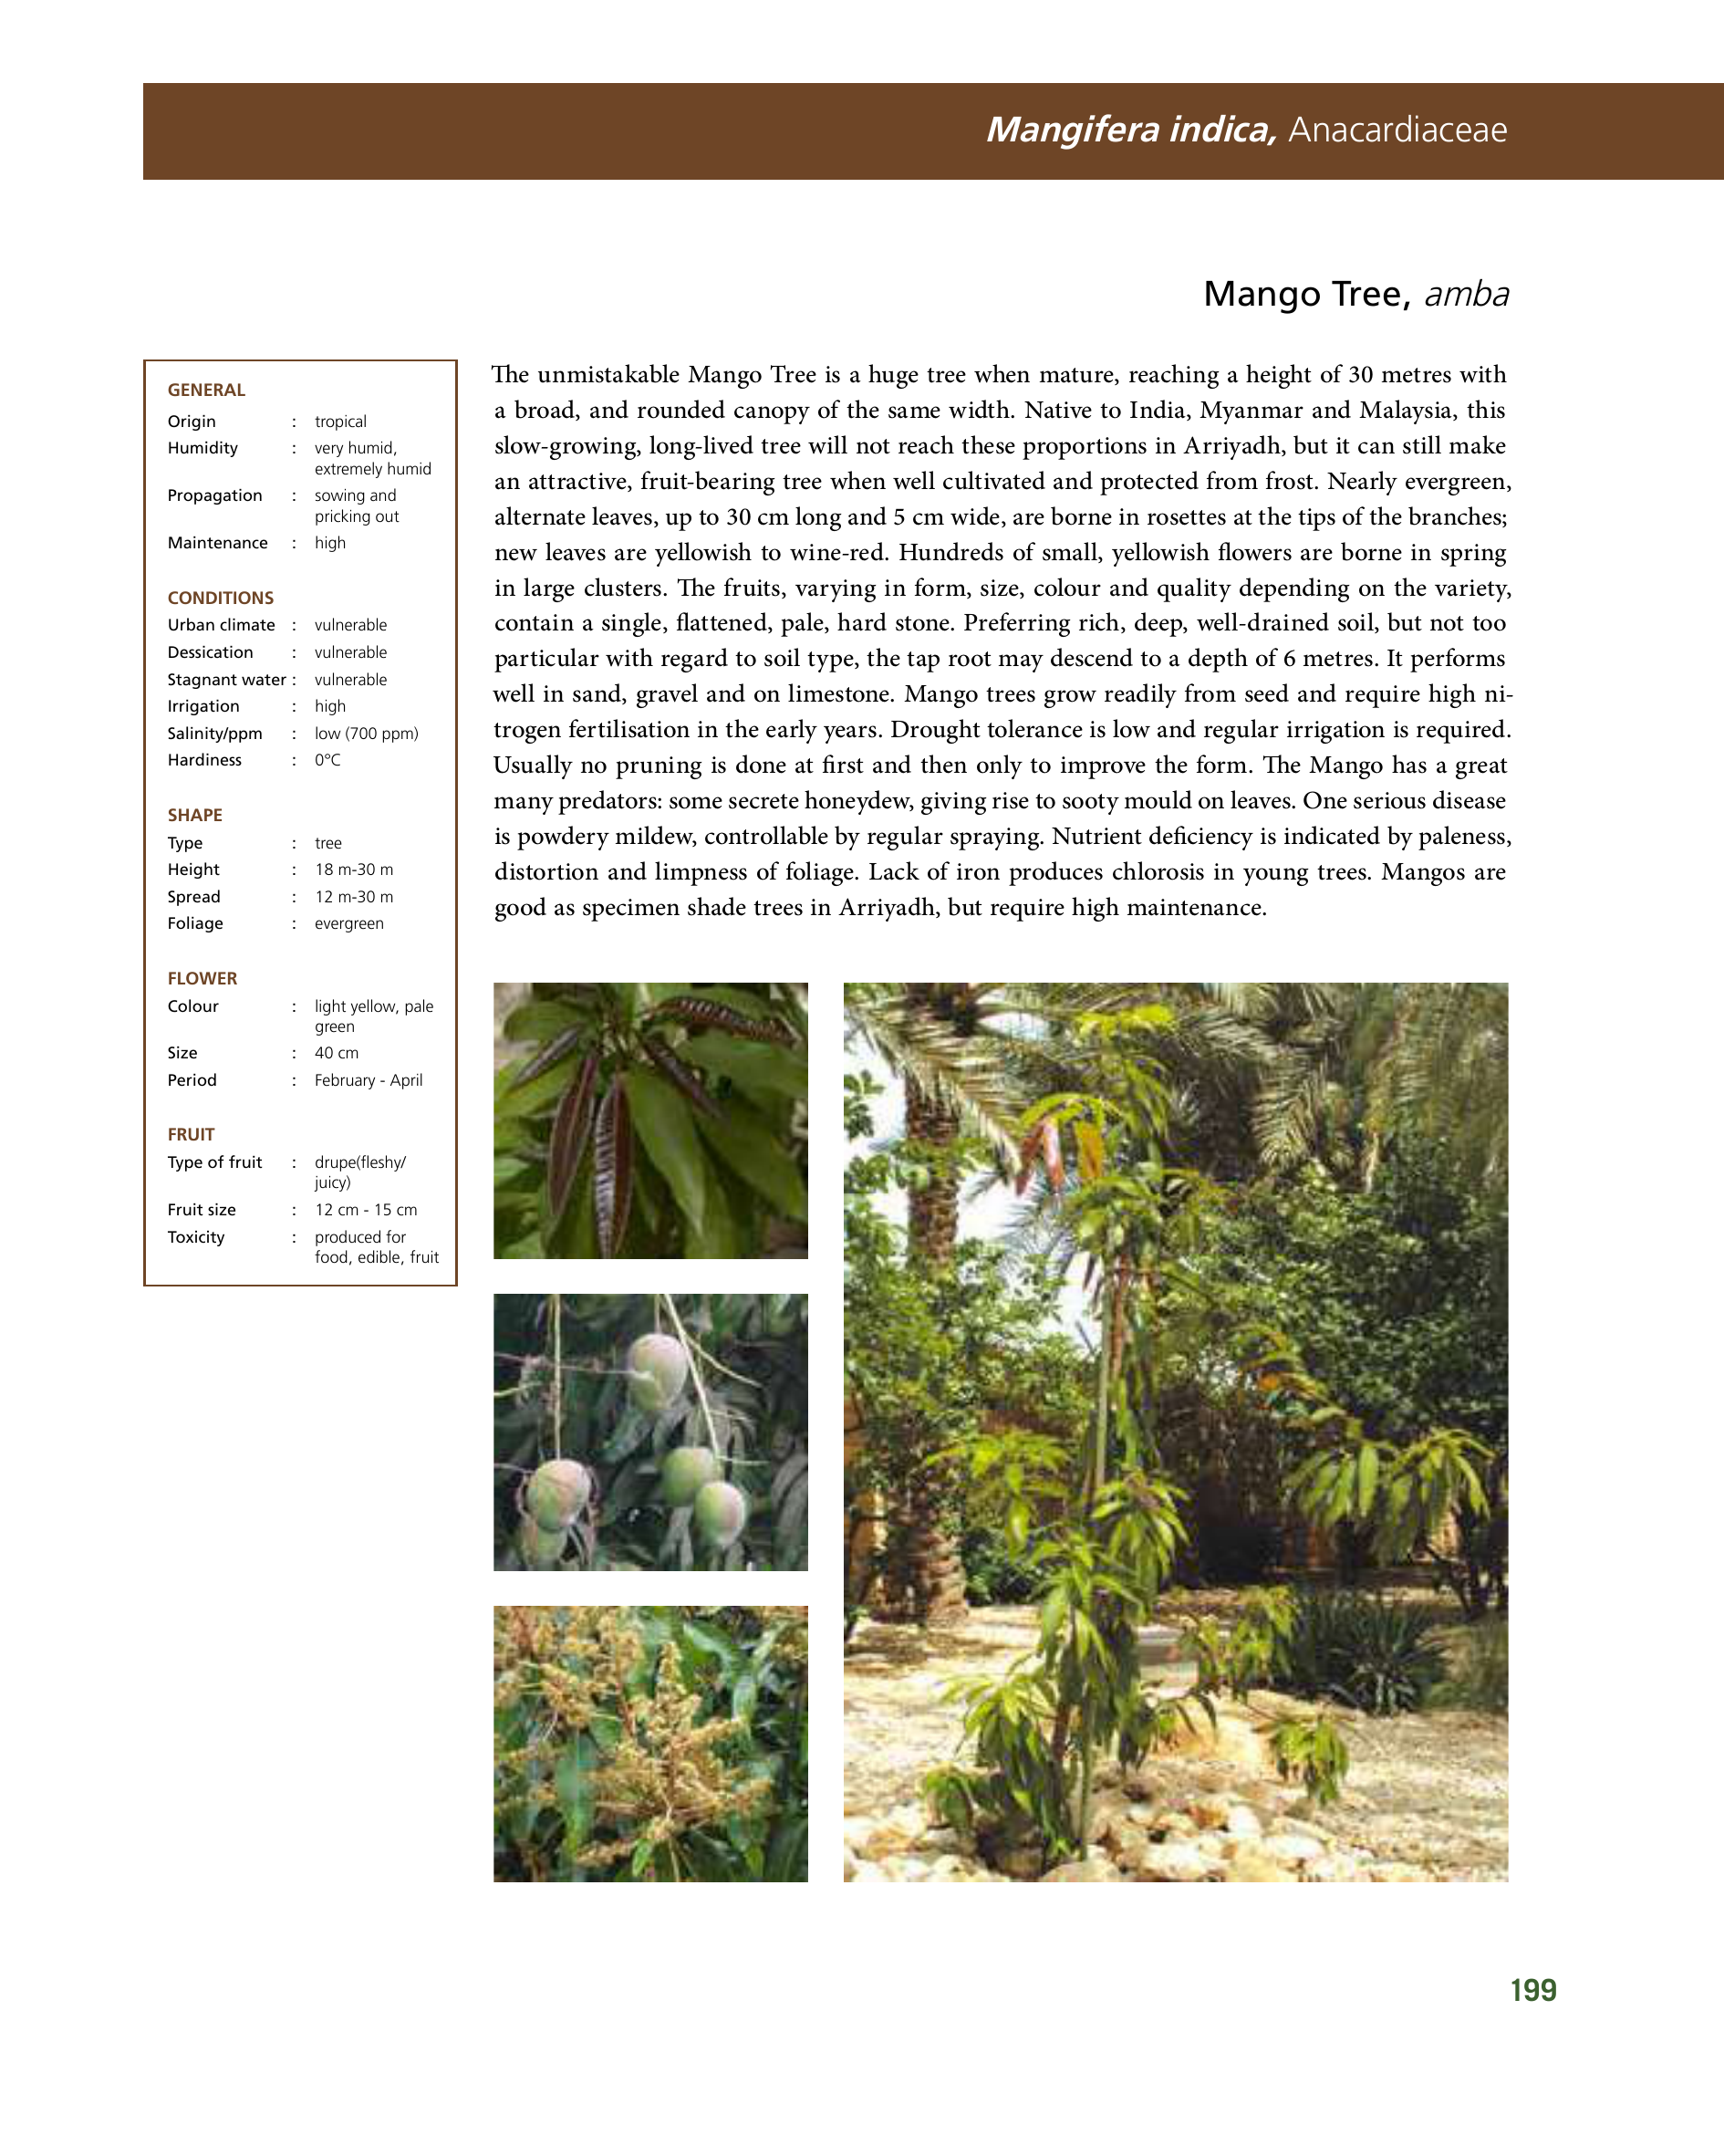 Mangifera indica, Anacardiaceae
Mango Tree, amba
GENERAL
Origin : tropical
Humidity : very humid,
extremely humid
Propagation : sowing and
pricking out
Maintenance : high
CONDITIONS
Urban climate : vulnerable
Dessication : vulnerable
Stagnant water : vulnerable
Irrigation : high
Salinity/ppm : low (700 ppm)
Hardiness : 0°C
SHAPE
Type : tree
Height : 18 m-30 m
Spread : 12 m-30 m
Foliage : evergreen
FLOWER
Colour : light yellow, pale
green
Size : 40 cm
Period : February - April
FRUIT
Type of fruit : drupe(fleshy/
juicy)
Fruit size : 12 cm - 15 cm
Toxicity : produced for
food, edible, fruit
The unmistakable Mango Tree is a huge tree when mature, reaching a height of 30 metres with
a broad, and rounded canopy of the same width. Native to India, Myanmar and Malaysia, this
slow-growing, long-lived tree will not reach these proportions in Arriyadh, but it can still make
an attractive, fruit-bearing tree when well cultivated and protected from frost. Nearly evergreen,
alternate leaves, up to 30 cm long and 5 cm wide, are borne in rosettes at the tips of the branches;
new leaves are yellowish to wine-red. Hundreds of small, yellowish flowers are borne in spring
in large clusters. The fruits, varying in form, size, colour and quality depending on the variety,
contain a single, flattened, pale, hard stone. Preferring rich, deep, well-drained soil, but not too
particular with regard to soil type, the tap root may descend to a depth of 6 metres. It performs
well in sand, gravel and on limestone. Mango trees grow readily from seed and require high ni-
trogen fertilisation in the early years. Drought tolerance is low and regular irrigation is required.
Usually no pruning is done at first and then only to improve the form. The Mango has a great
many predators: some secrete honeydew, giving rise to sooty mould on leaves. One serious disease
is powdery mildew, controllable by regular spraying. Nutrient deficiency is indicated by paleness,
distortion and limpness of foliage. Lack of iron produces chlorosis in young trees. Mangos are
good as specimen shade trees in Arriyadh, but require high maintenance.
199